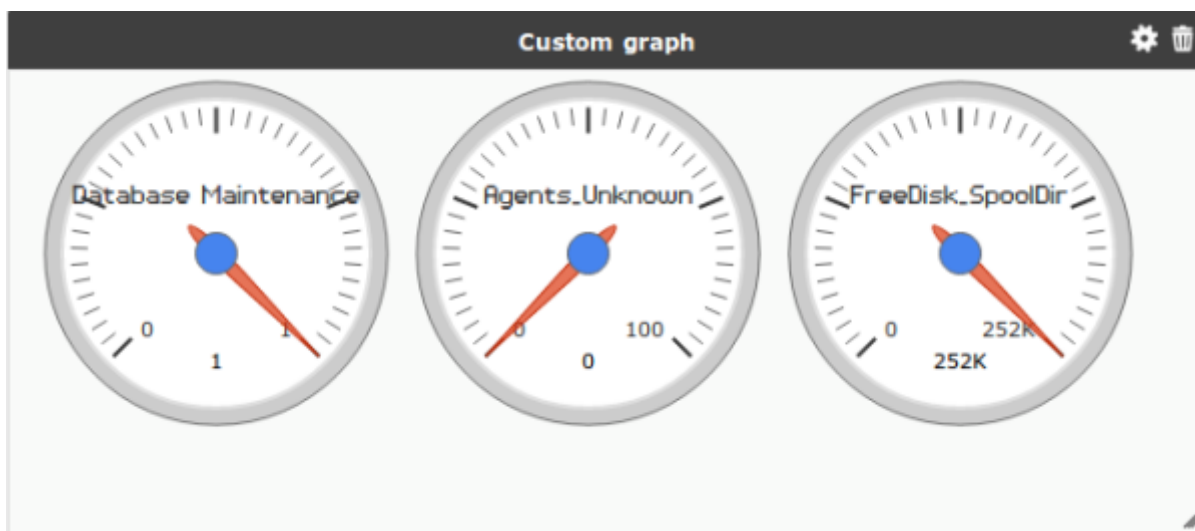 Custom graph
Database Maintenance
0 1
1
Agents_Unknown
0 100
0
FreeDisk_SpoolDir
0 252K
252K